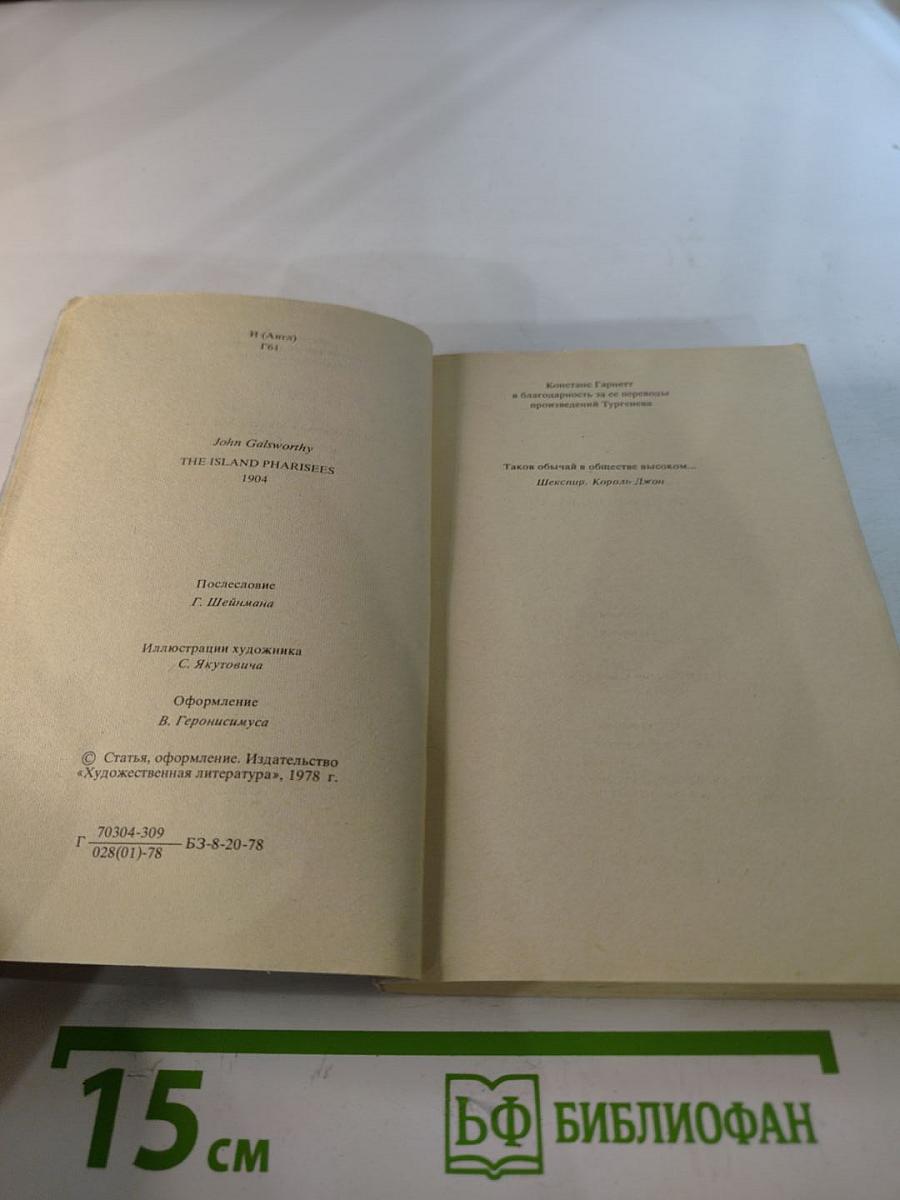 И (Англ)
Г61
John Galsworthy
THE ISLAND PHARISEES
1904
Послесловие
Г. Шейнмана
Иллюстрации художника
С. Якутовича
Оформление
В. Геронисимуса
© Статья, оформление. Издательство
«Художественная литература», 1978 г.
Г 70304-309
028(01)-78 БЗ-8-20-78
Констанс Гарнетт
в благодарность за ее переводы
произведений Тургенева
Таков обычай в обществе высоком...
Шекспир. Король Джон
15 см
БФ БИБЛИОФАН